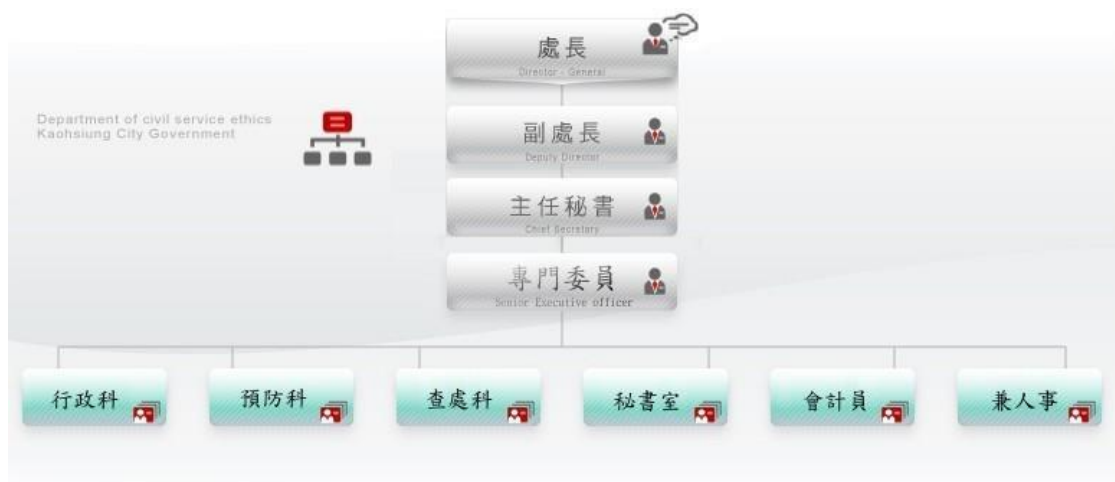 處長
Director - General
Department of civil service ethics
Kaohsiung City Government
副處長
Deputy Director
主任秘書
Chief Secretary
專門委員
Senior Executive officer
行政科
預防科
查處科
秘書室
會計員
兼人事